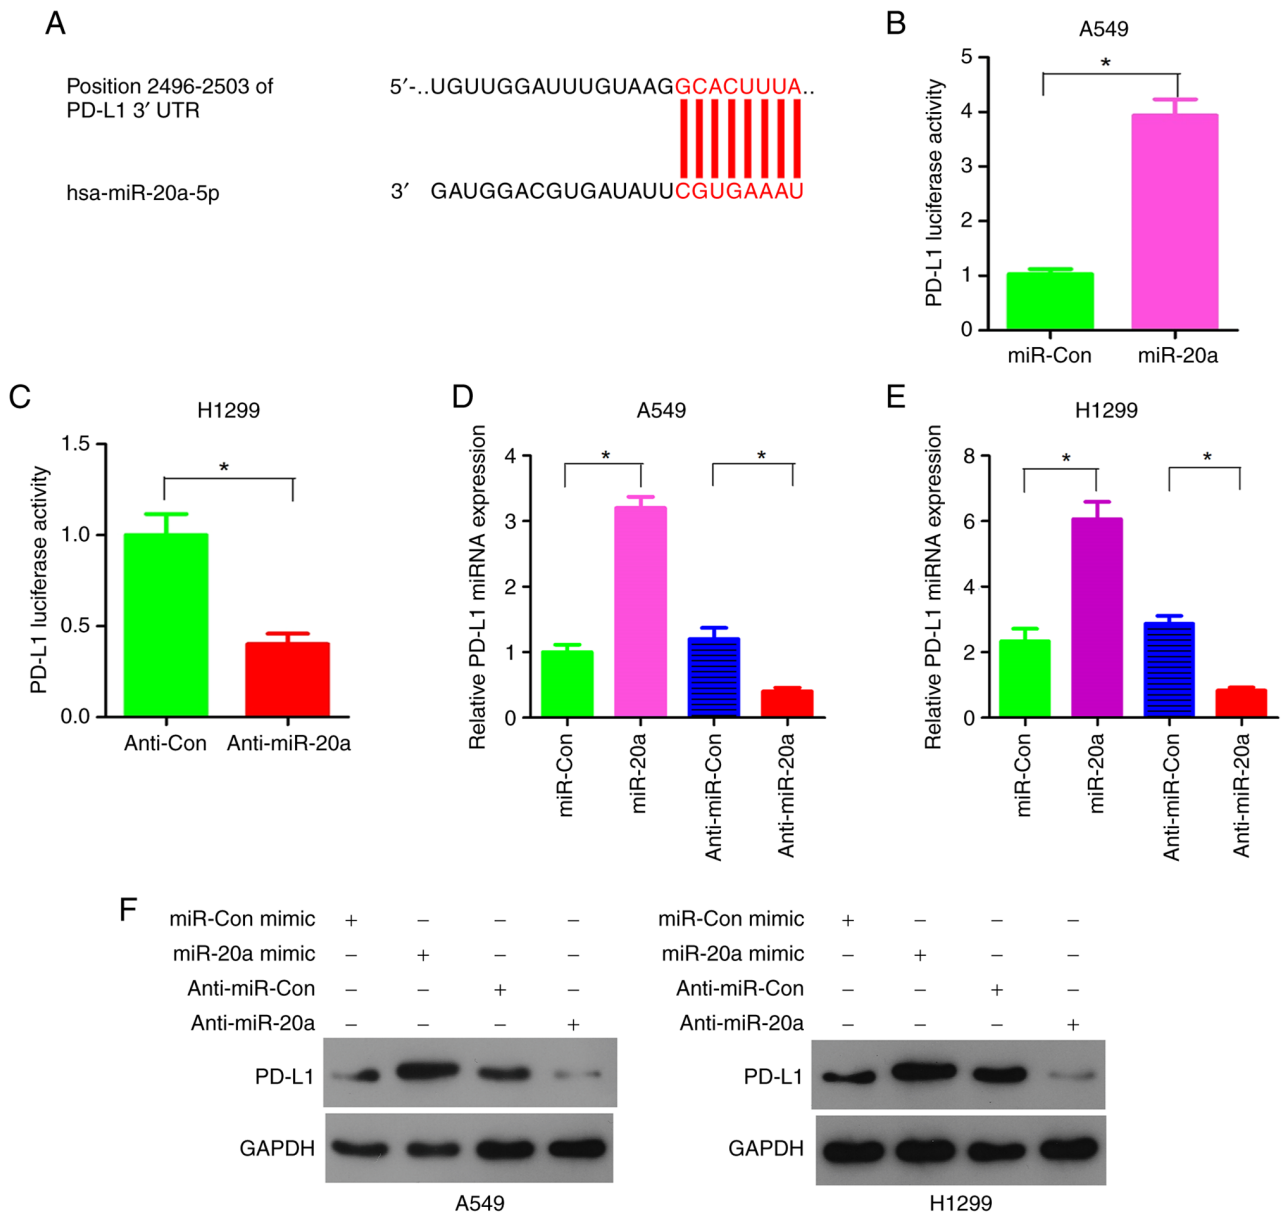 A
Position 2496-2503 of
PD-L1 3′ UTR
5′-..UGUUGGAUUUGUAAGGCACUUUA..
hsa-miR-20a-5p
3′ GAUGGACGUGAUAUUCGUGAAAU
B
A549
PD-L1 luciferase activity
5
4
3
2
1
0
*
miR-Con
miR-20a
C
H1299
PD-L1 luciferase activity
1.5
1.0
0.5
0.0
*
Anti-Con
Anti-miR-20a
D
A549
Relative PD-L1 miRNA expression
4
3
2
1
0
*
*
miR-Con
miR-20a
Anti-miR-Con
Anti-miR-20a
E
H1299
Relative PD-L1 miRNA expression
8
6
4
2
0
*
*
miR-Con
miR-20a
Anti-miR-Con
Anti-miR-20a
F
miR-Con mimic + − − −
miR-20a mimic − + − −
Anti-miR-Con − − + −
Anti-miR-20a − − − +
PD-L1
GAPDH
A549
miR-Con mimic + − − −
miR-20a mimic − + − −
Anti-miR-Con − − + −
Anti-miR-20a − − − +
PD-L1
GAPDH
H1299